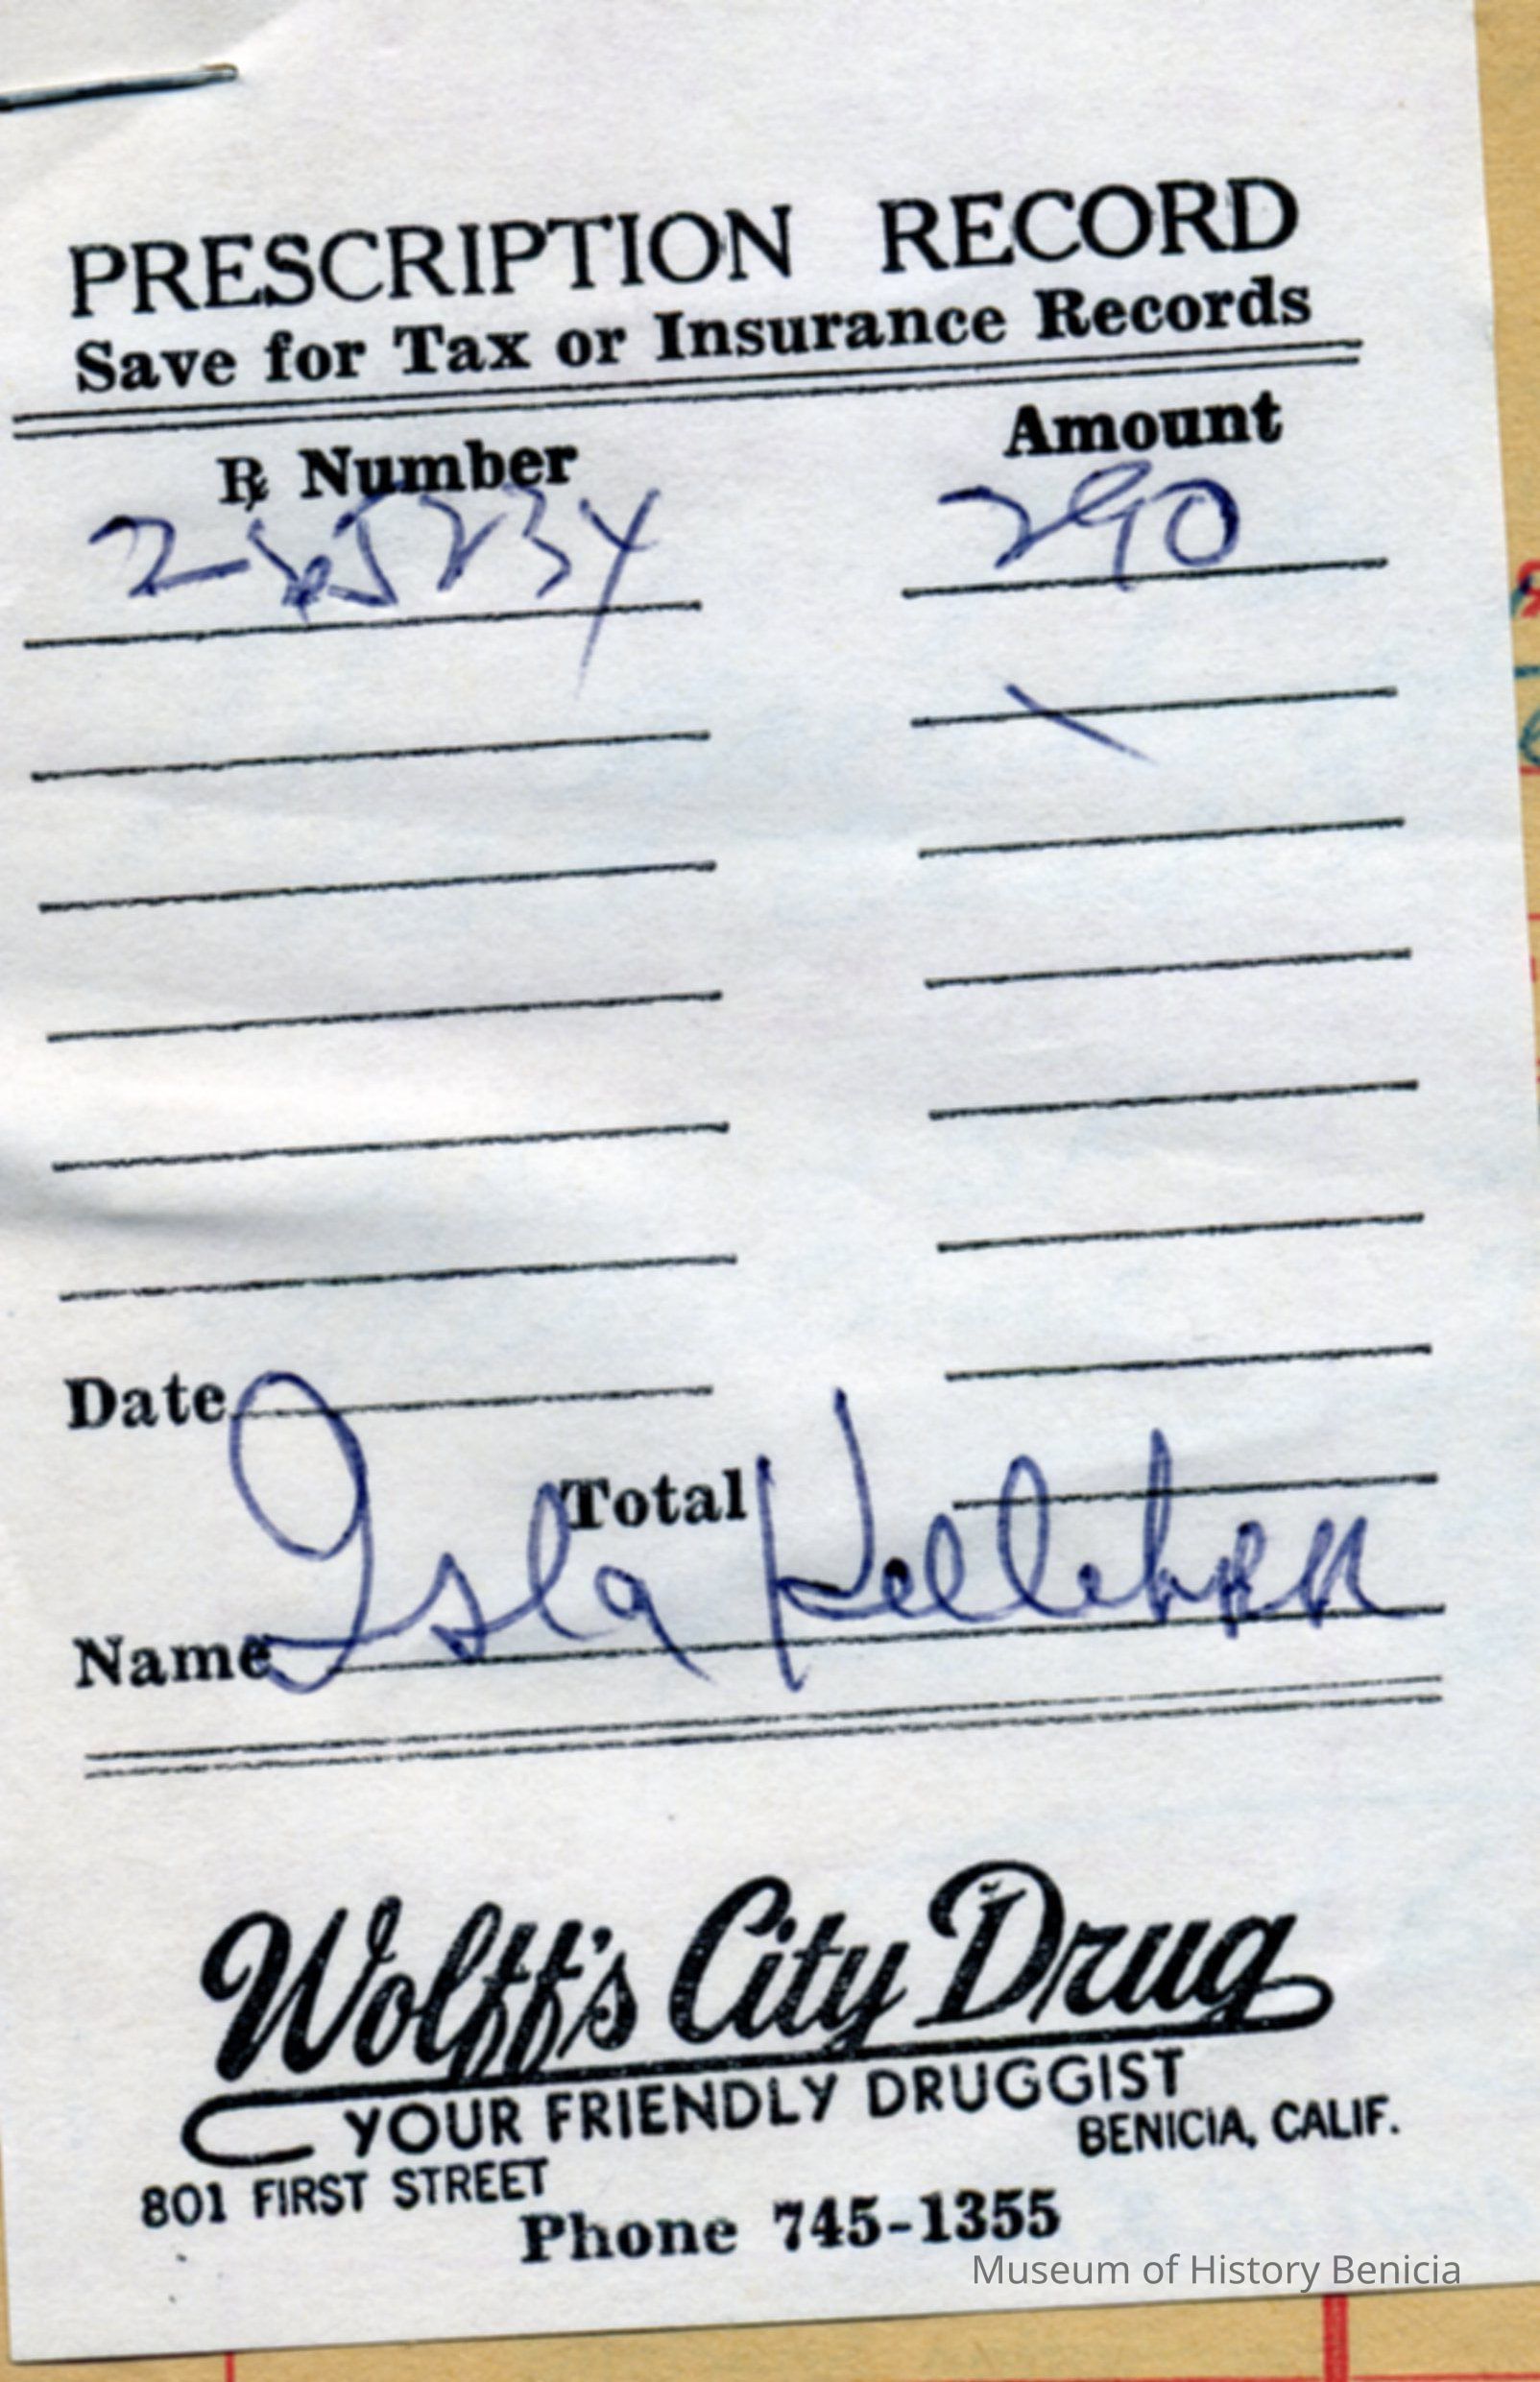 PRESCRIPTION RECORD
Save for Tax or Insurance Records
℞ Number Amount
290
Date
Total
Name Isla
Wolff's City Drug
YOUR FRIENDLY DRUGGIST
BENICIA, CALIF.
801 FIRST STREET
Phone 745-1355
Museum of History Benicia